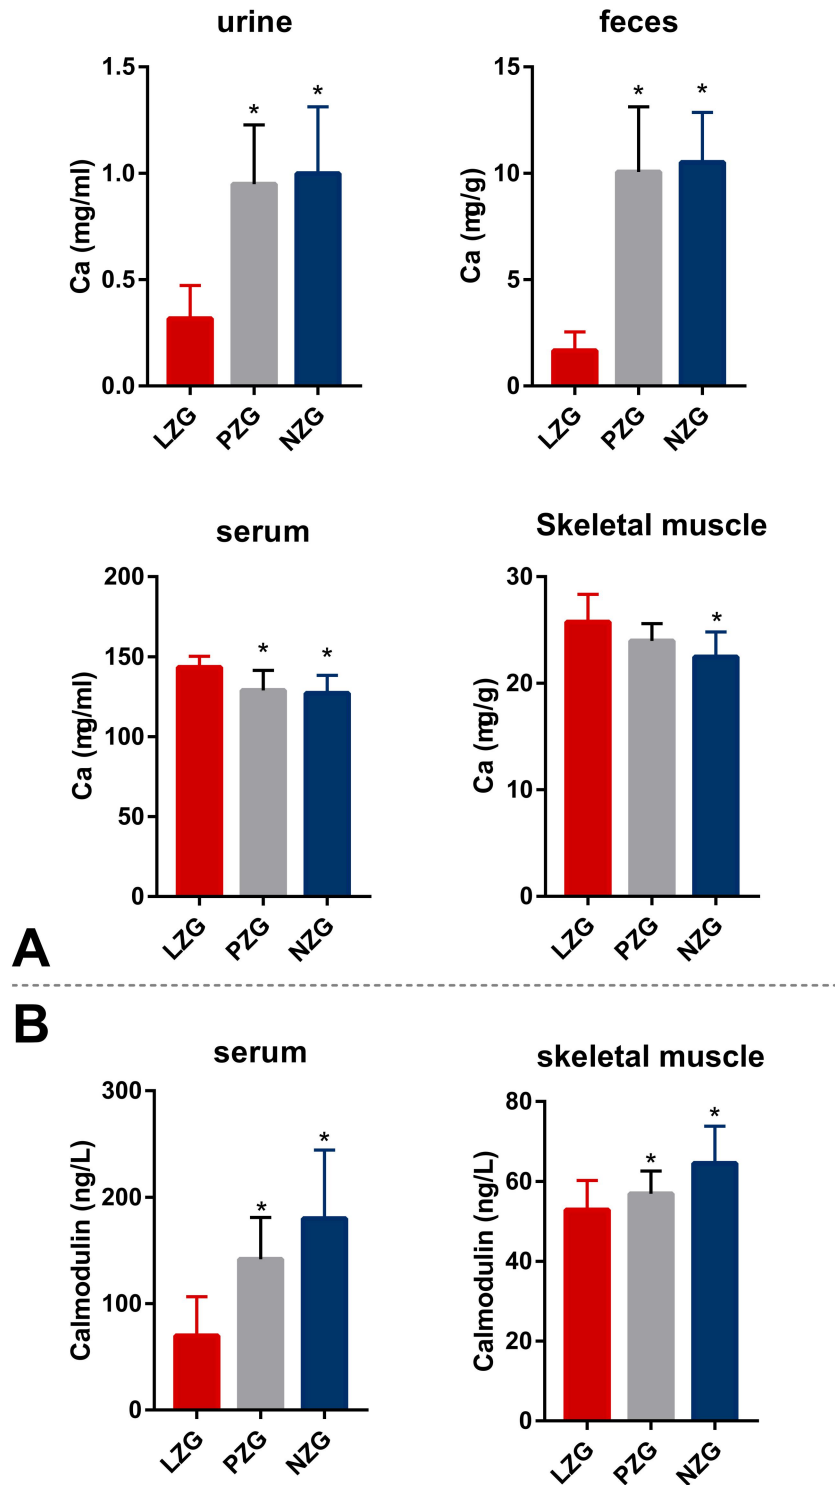 urine
1.5
1.0
0.5
0.0
Ca (mg/ml)
*
*
LZG
PZG
NZG
feces
15
10
5
0
Ca (mg/g)
*
*
LZG
PZG
NZG
serum
200
150
100
50
0
Ca (mg/ml)
*
*
LZG
PZG
NZG
Skeletal muscle
30
20
10
0
Ca (mg/g)
*
LZG
PZG
NZG
A
B
serum
300
200
100
0
Calmodulin (ng/L)
*
*
LZG
PZG
NZG
skeletal muscle
80
60
40
20
0
Calmodulin (ng/L)
*
*
LZG
PZG
NZG